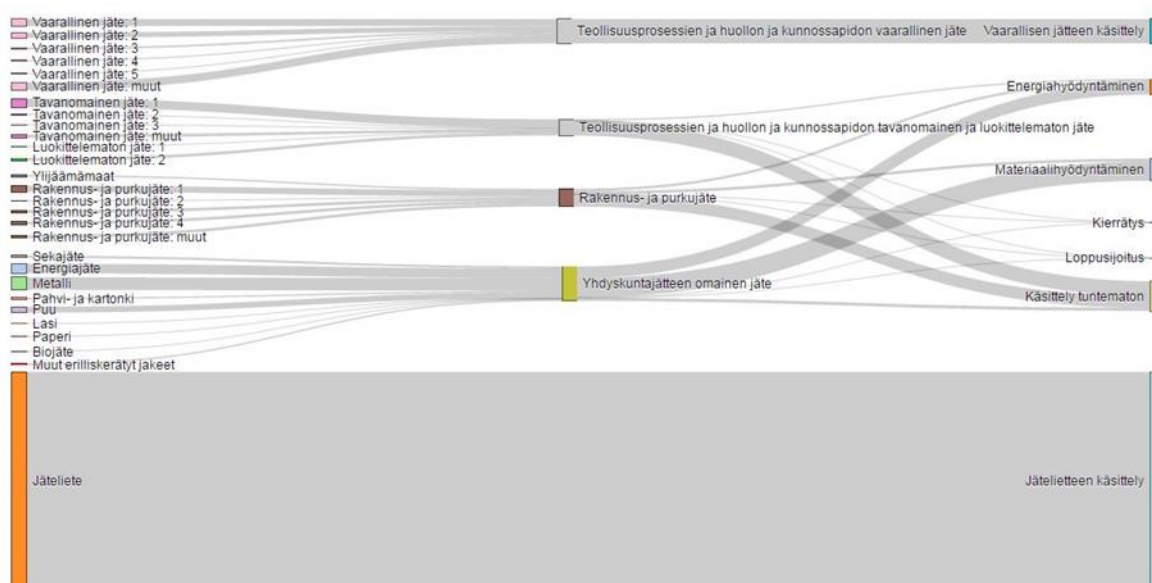 Vaarallinen jäte: 1
Vaarallinen jäte: 2
Vaarallinen jäte: 3
Vaarallinen jäte: 4
Vaarallinen jäte: 5
Vaarallinen jäte: muut
Tavanomainen jäte: 1
Tavanomainen jäte: 2
Tavanomainen jäte: 3
Tavanomainen jäte: muut
Luokittelematon jäte: 1
Luokittelematon jäte: 2
Ylijäämämaat
Rakennus- ja purkujäte: 1
Rakennus- ja purkujäte: 2
Rakennus- ja purkujäte: 3
Rakennus- ja purkujäte: 4
Rakennus- ja purkujäte: muut
Sekajäte
Energiajäte
Metalli
Pahvi- ja kartonki
Puu
Lasi
Paperi
Biojäte
Muut erilliskerätyt jakeet
Jäteliete
Teollisuusprosessien ja huollon ja kunnossapidon vaarallinen jäte
Teollisuusprosessien ja huollon ja kunnossapidon tavanomainen ja luokittelematon jäte
Rakennus- ja purkujäte
Yhdyskuntajätteen omainen jäte
Vaarallisen jätteen käsittely
Energiahyödyntäminen
Materiaalihyödyntäminen
Kierrätys
Loppusijoitus
Käsittely tuntematon
Jätelietteen käsittely